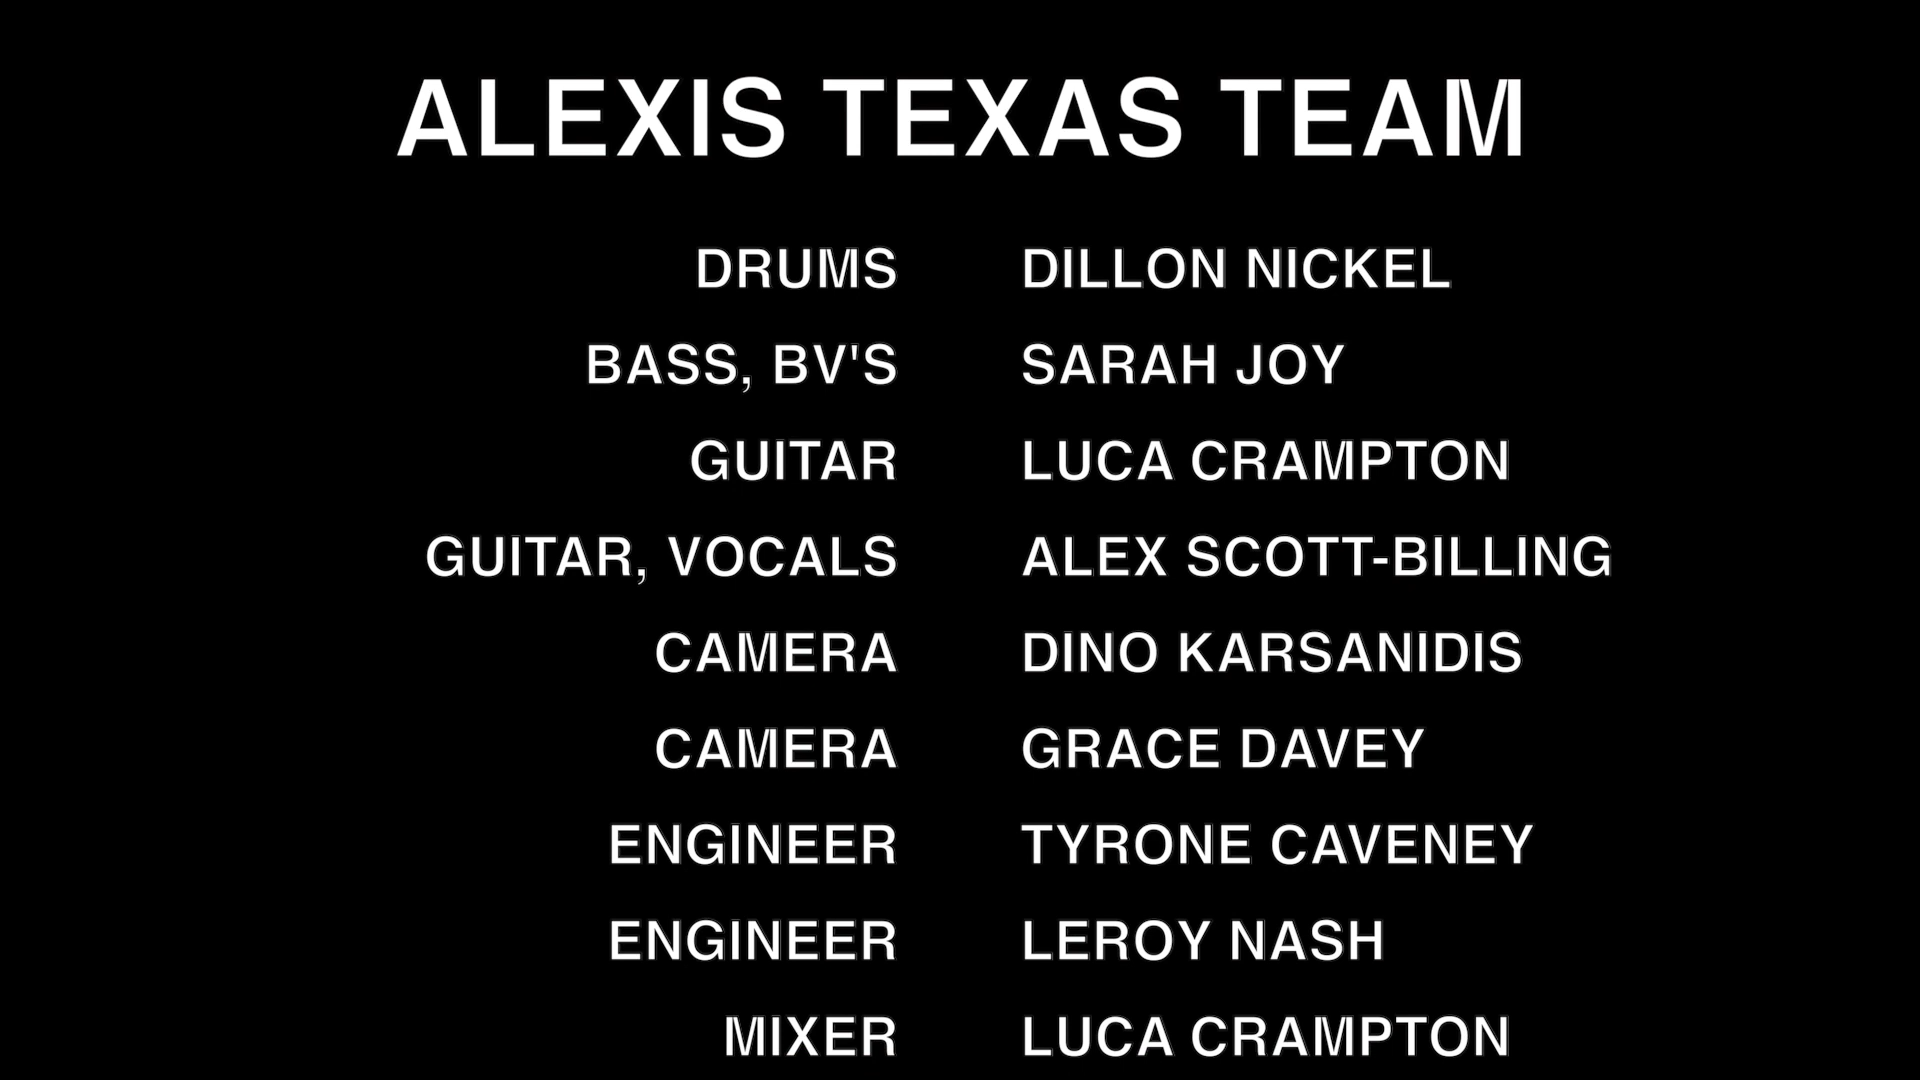 ALEXIS TEXAS TEAM
DRUMS DILLON NICKEL
BASS, BV'S SARAH JOY
GUITAR LUCA CRAMPTON
GUITAR, VOCALS ALEX SCOTT-BILLING
CAMERA DINO KARSANIDIS
CAMERA GRACE DAVEY
ENGINEER TYRONE CAVENEY
ENGINEER LEROY NASH
MIXER LUCA CRAMPTON